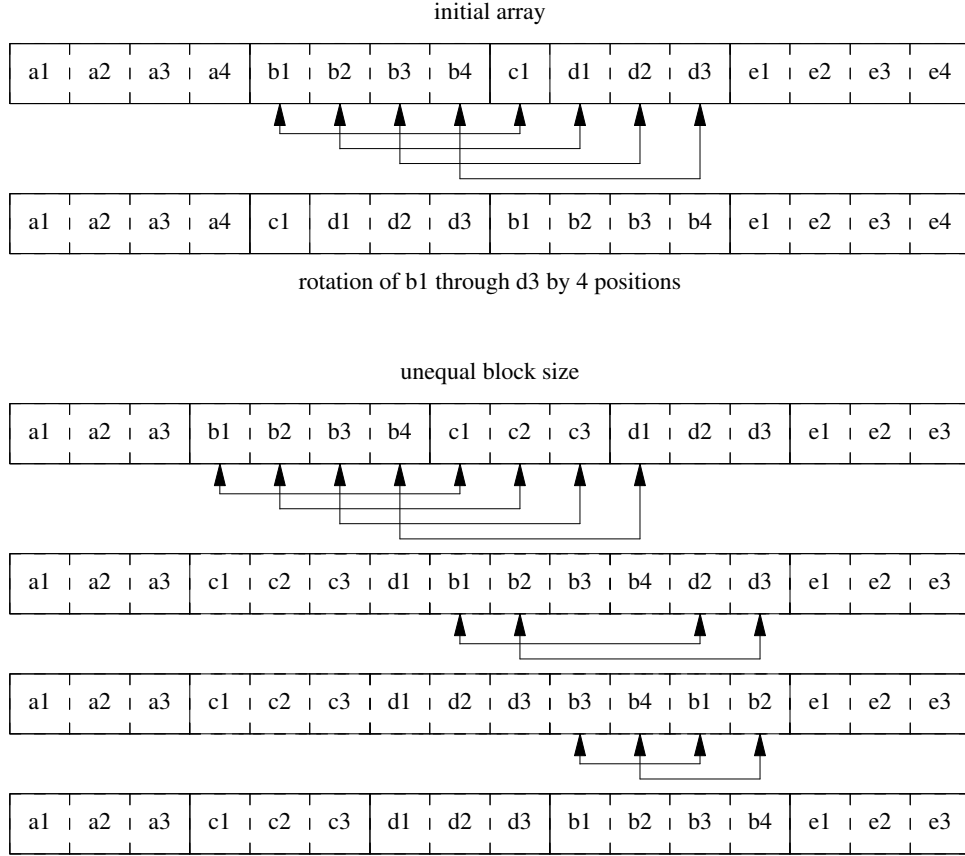 initial array
a1 a2 a3 a4 b1 b2 b3 b4 c1 d1 d2 d3 e1 e2 e3 e4
a1 a2 a3 a4 c1 d1 d2 d3 b1 b2 b3 b4 e1 e2 e3 e4
rotation of b1 through d3 by 4 positions
unequal block size
a1 a2 a3 b1 b2 b3 b4 c1 c2 c3 d1 d2 d3 e1 e2 e3
a1 a2 a3 c1 c2 c3 d1 b1 b2 b3 b4 d2 d3 e1 e2 e3
a1 a2 a3 c1 c2 c3 d1 d2 d3 b3 b4 b1 b2 e1 e2 e3
a1 a2 a3 c1 c2 c3 d1 d2 d3 b1 b2 b3 b4 e1 e2 e3